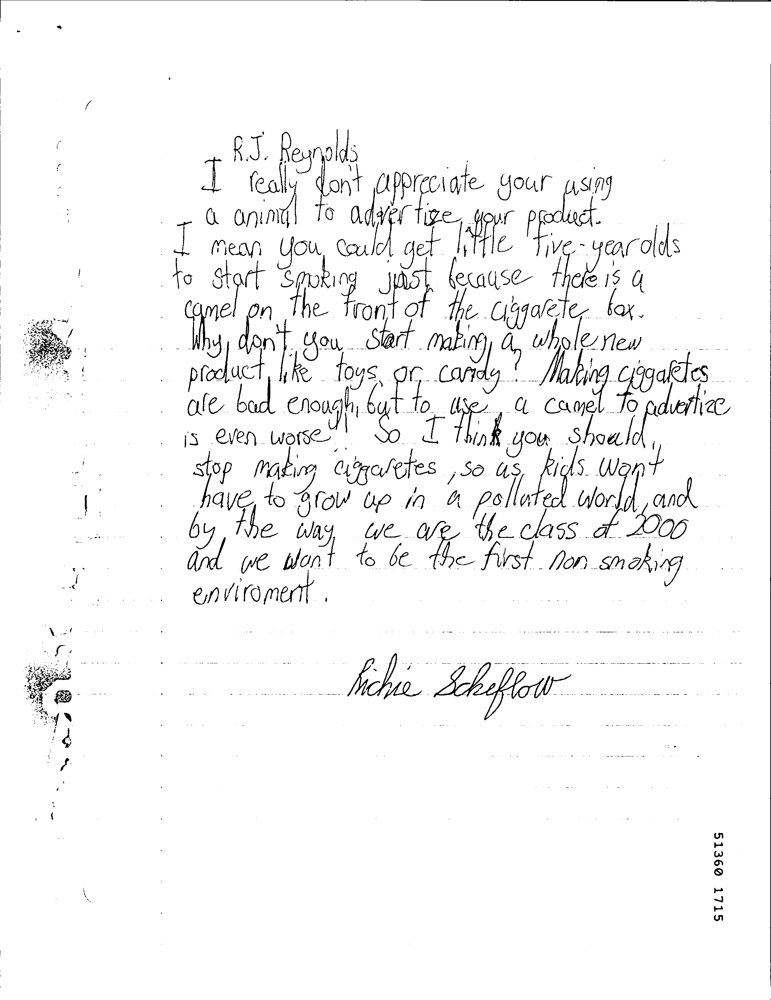 R.J. Reynolds
I really don't appreciate your using
a animal to advertize your product.
I mean you could get little five-year olds
to start smoking just because there is a
camel on the front of the ciggarete box.
Why don't you start making a whole new
product like toys or candy? Making ciggaretes
are bad enough, but to use a camel to advertize
is even worse! So I think you should
stop making ciggaretes, so us kids won't
have to grow up in a polluted world, and
by the way we are the class of 2000
and we want to be the first non smoking
enviroment.
Richie Scheflow
51360 1715